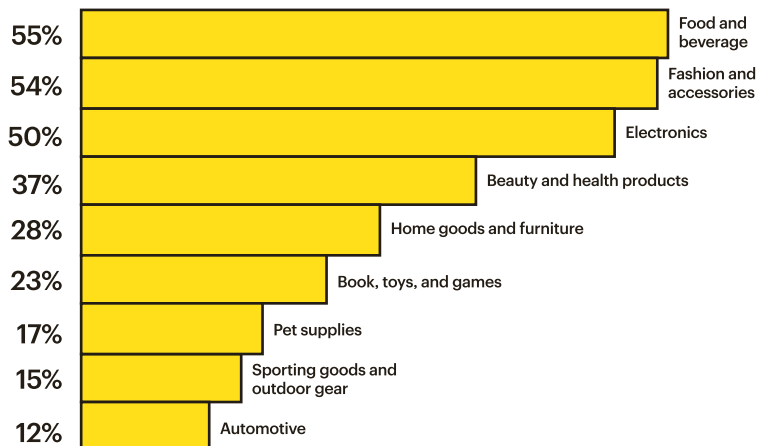 55%
Food and
beverage
54%
Fashion and
accessories
50%
Electronics
37%
Beauty and health products
28%
Home goods and furniture
23%
Book, toys, and games
17%
Pet supplies
15%
Sporting goods and
outdoor gear
12%
Automotive